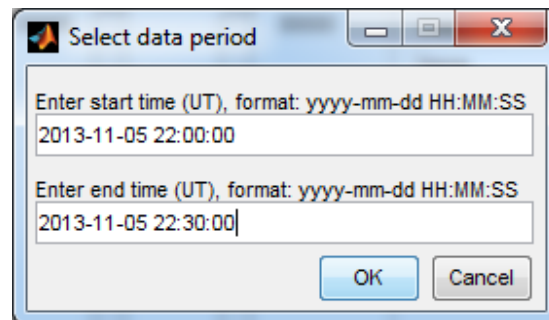 Select data period
Enter start time (UT), format: yyyy-mm-dd HH:MM:SS
2013-11-05 22:00:00
Enter end time (UT), format: yyyy-mm-dd HH:MM:SS
2013-11-05 22:30:00
OK Cancel